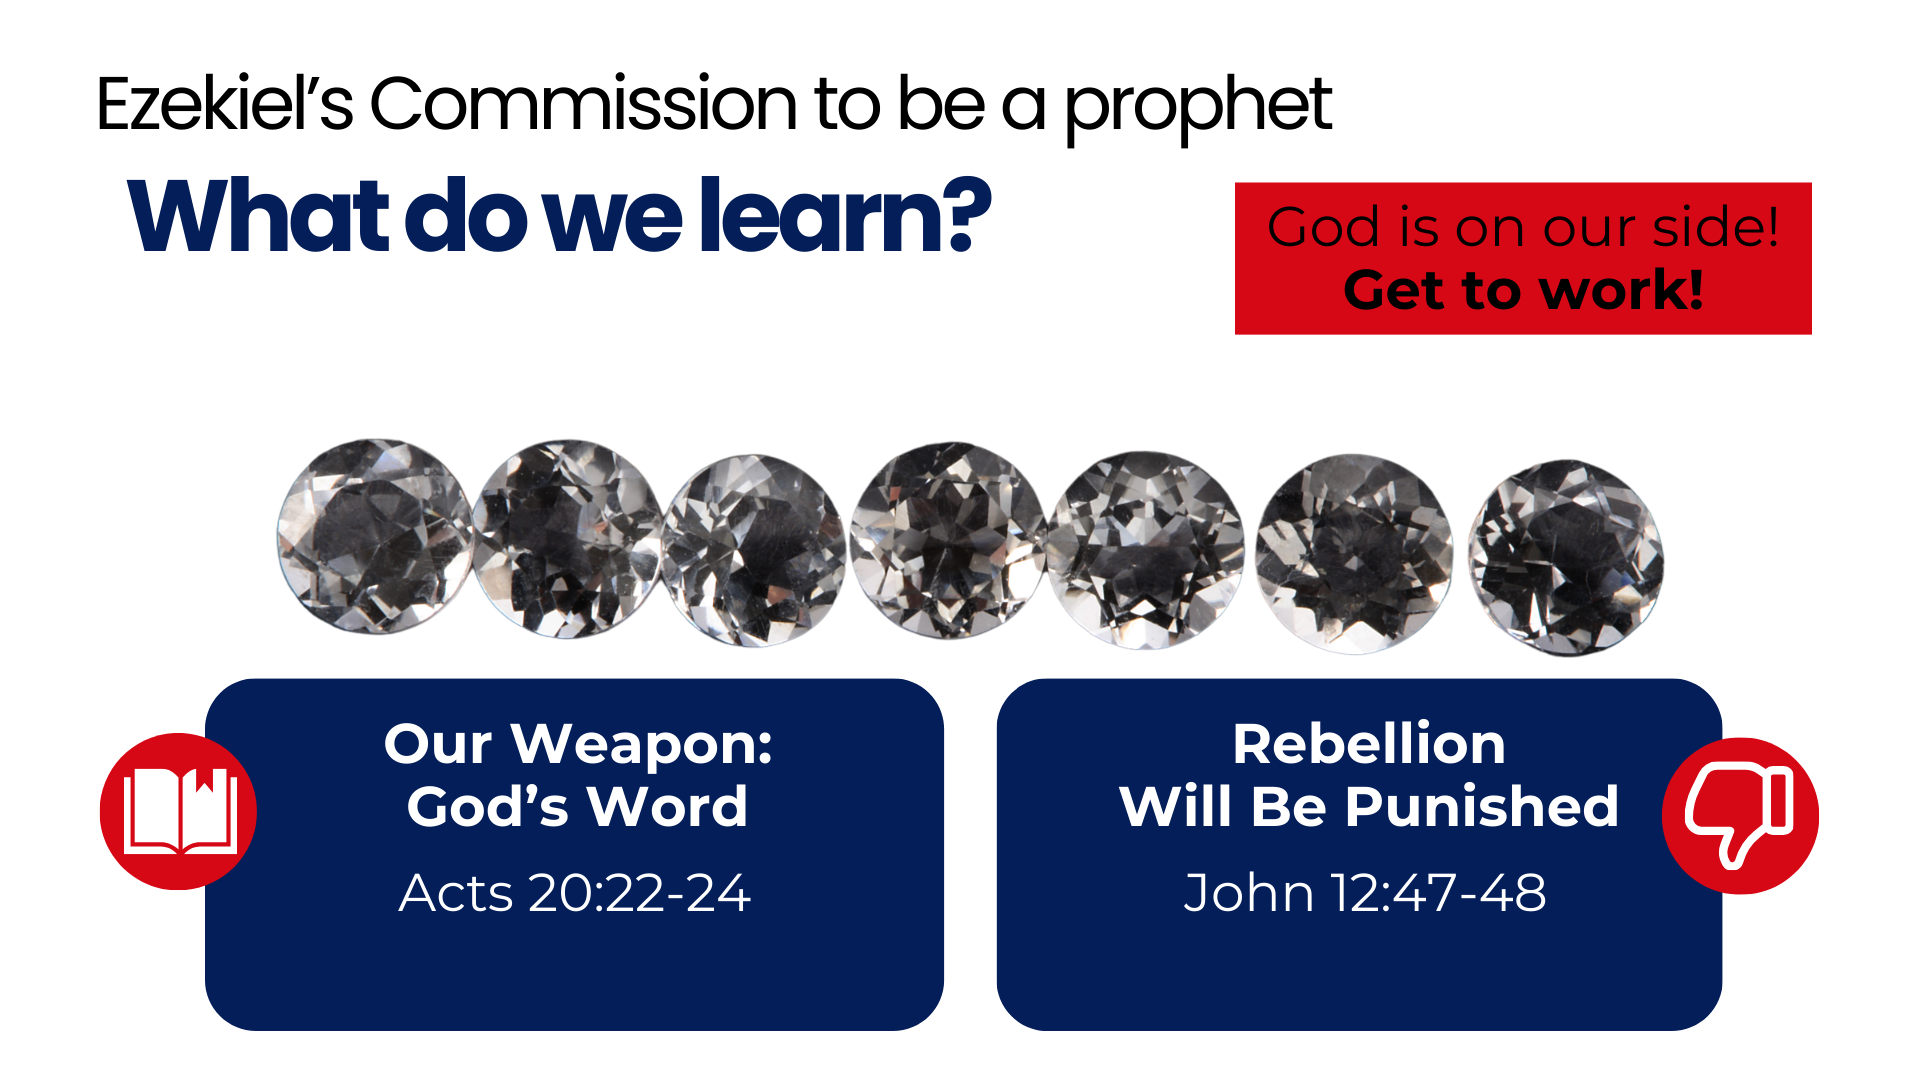 Ezekiel’s Commission to be a prophet
What do we learn?
God is on our side!
Get to work!
Our Weapon:
God’s Word
Acts 20:22-24
Rebellion
Will Be Punished
John 12:47-48